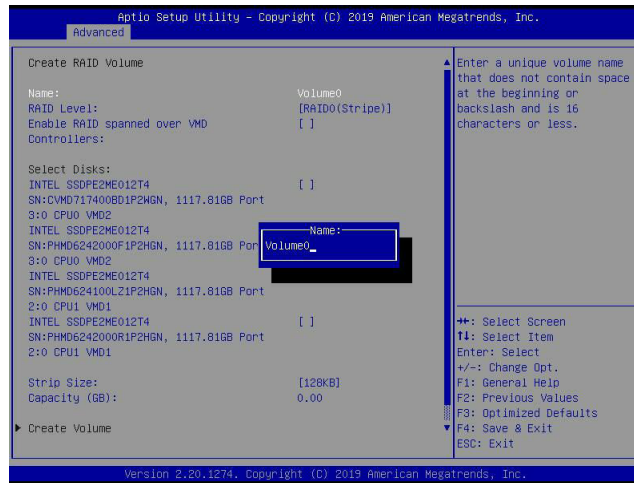 Aptio Setup Utility – Copyright (C) 2019 American Megatrends, Inc.
Advanced
Create RAID Volume
Name: Volume0
RAID Level: [RAID0(Stripe)]
Enable RAID spanned over VMD [ ]
Controllers:
Select Disks:
INTEL SSDPE2ME012T4 [ ]
SN:CVMD717400BD1P2WGN, 1117.81GB Port
3:0 CPU0 VMD2
INTEL SSDPE2ME012T4
SN:PHMD6242000F1P2HGN, 1117.81GB Por
3:0 CPU0 VMD2
INTEL SSDPE2ME012T4
SN:PHMD624100LZ1P2HGN, 1117.81GB Port
2:0 CPU1 VMD1
INTEL SSDPE2ME012T4 [ ]
SN:PHMD6242000R1P2HGN, 1117.81GB Port
2:0 CPU1 VMD1
Strip Size: [128KB]
Capacity (GB): 0.00
Create Volume
Name:
Volume0_
Enter a unique volume name
that does not contain space
at the beginning or
backslash and is 16
characters or less.
→←: Select Screen
↑↓: Select Item
Enter: Select
+/-: Change Opt.
F1: General Help
F2: Previous Values
F3: Optimized Defaults
F4: Save & Exit
ESC: Exit
Version 2.20.1274. Copyright (C) 2019 American Megatrends, Inc.